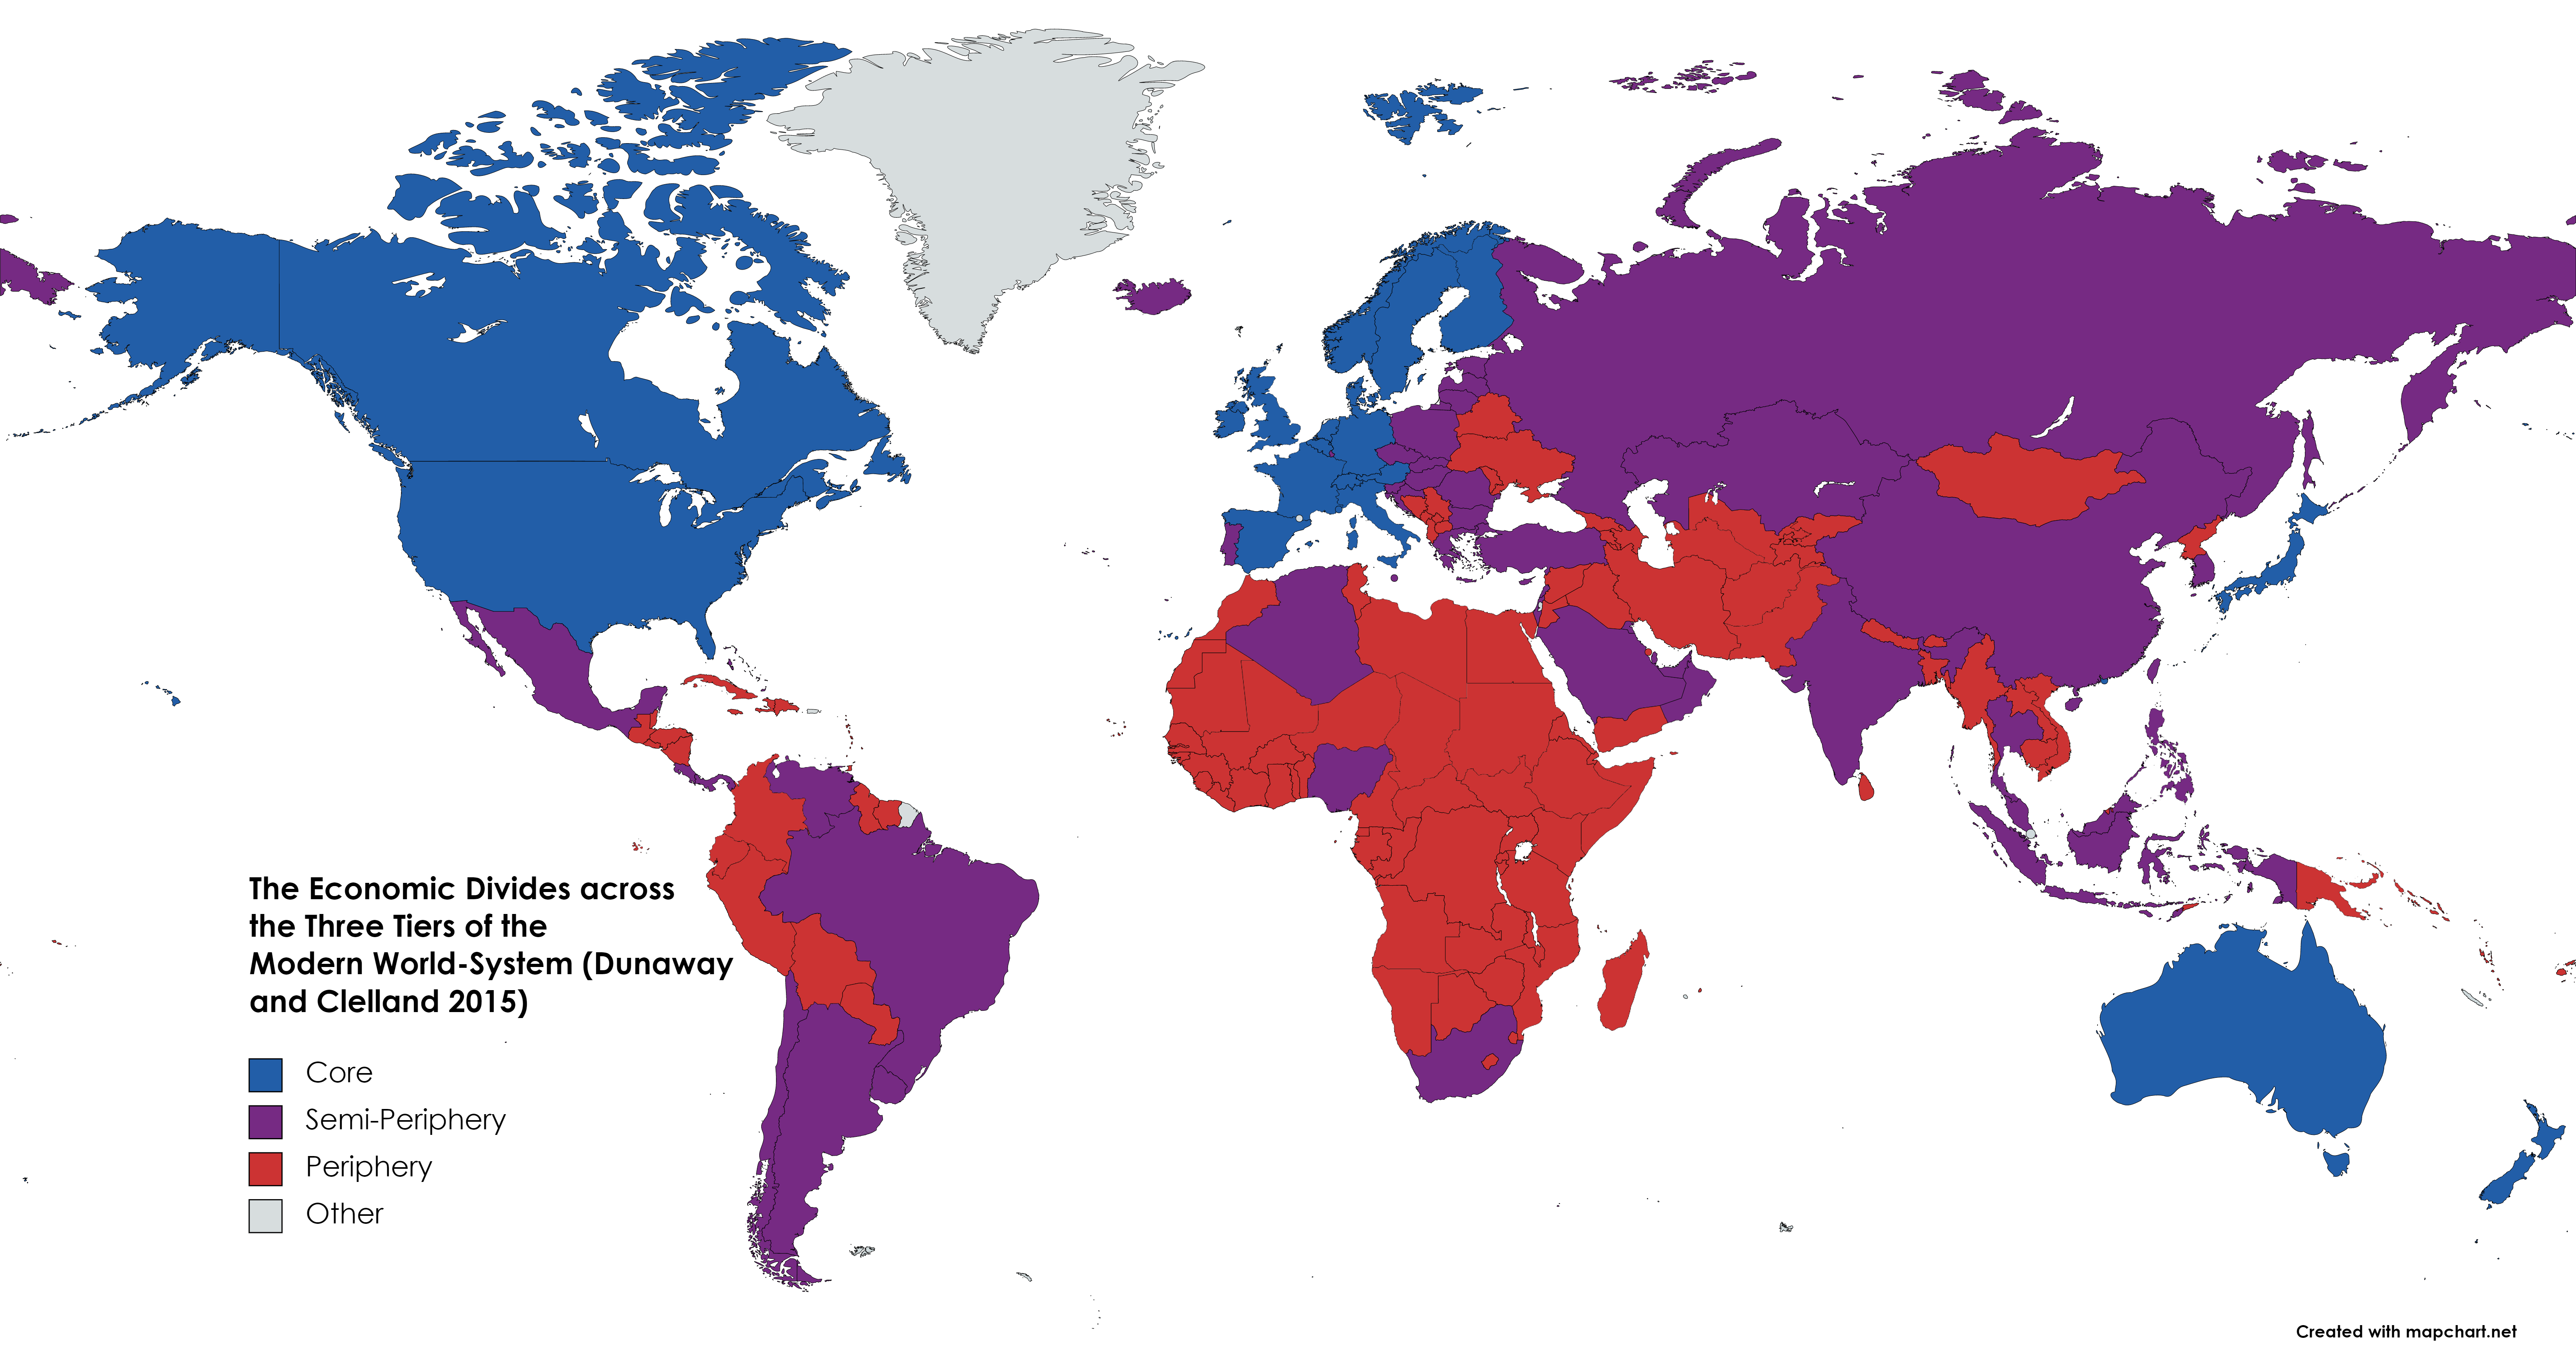 The Economic Divides across
the Three Tiers of the
Modern World-System (Dunaway
and Clelland 2015)
Core
Semi-Periphery
Periphery
Other
Created with mapchart.net